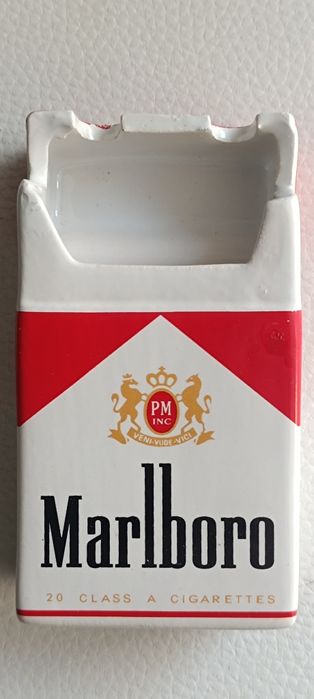 PM
INC
VENI-VIDI-VICI
Marlboro
20 CLASS A CIGARETTES